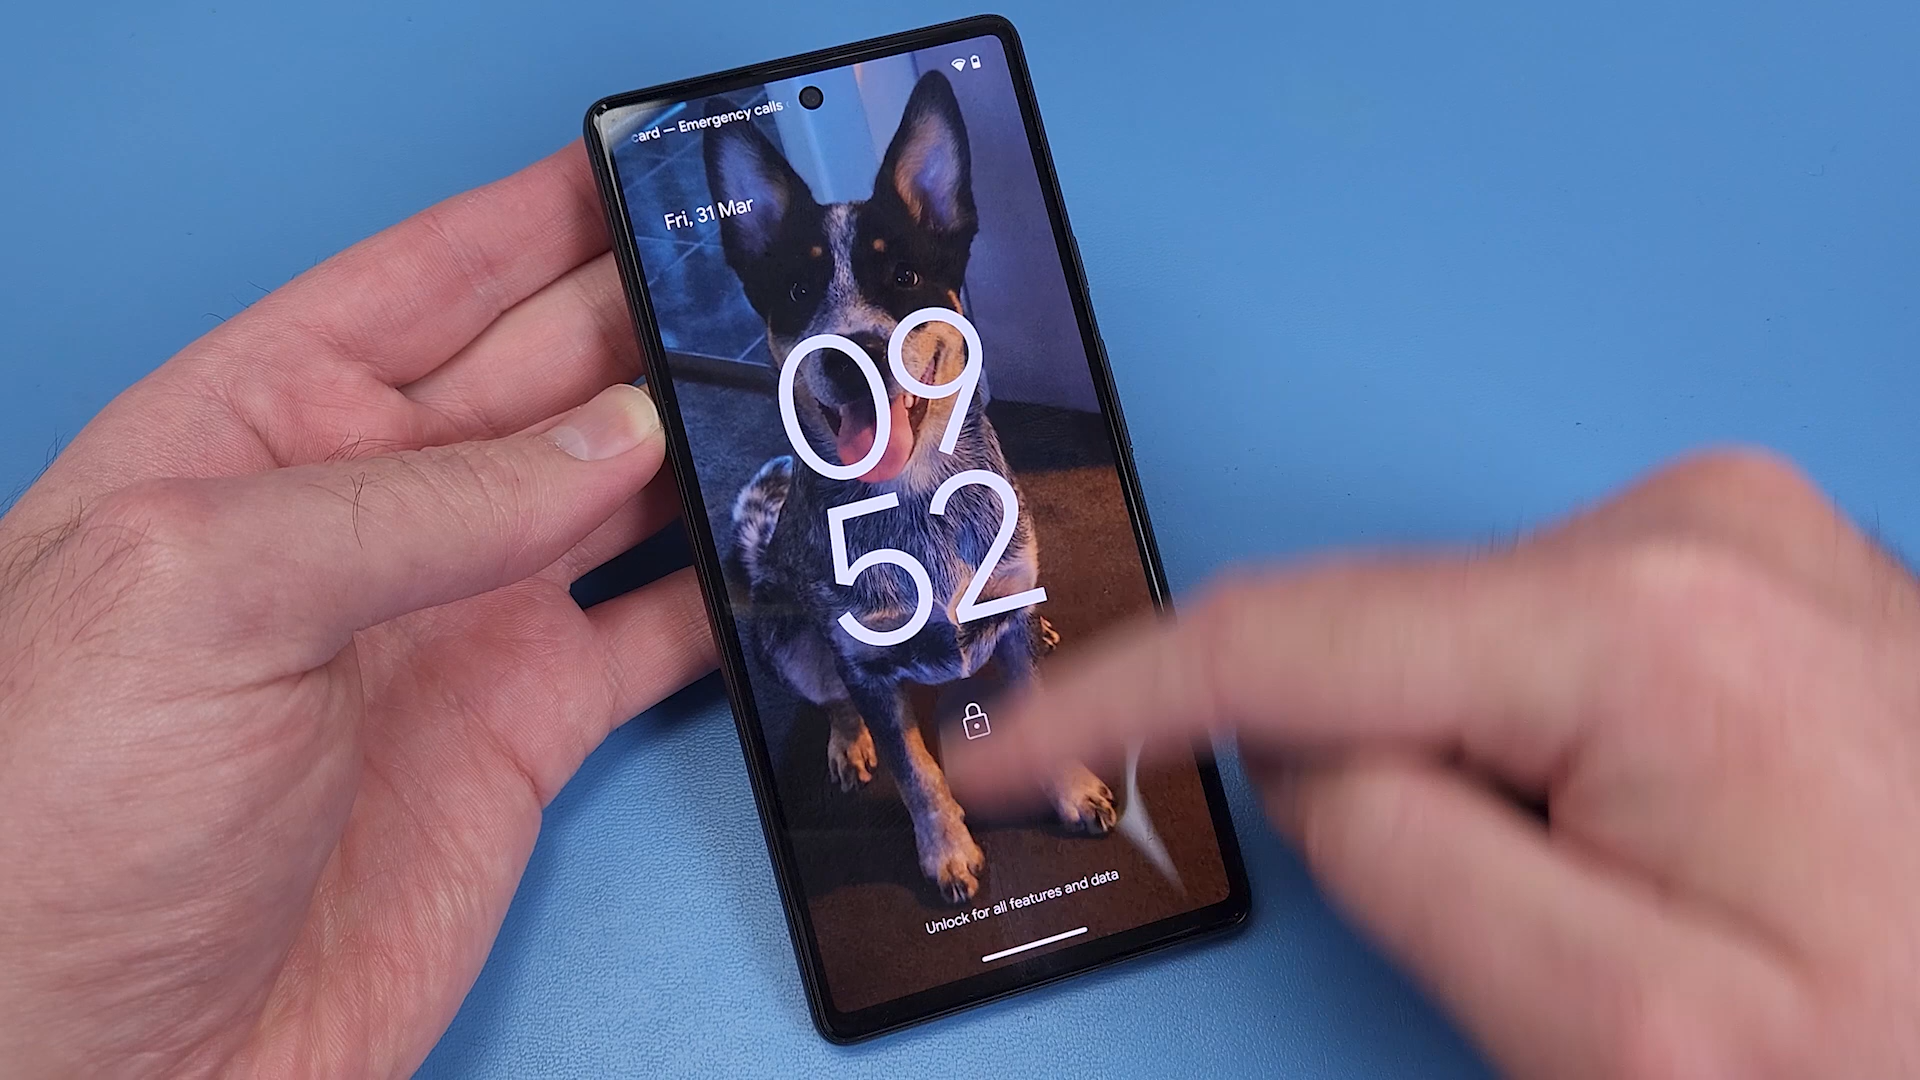 card — Emergency calls
Fri, 31 Mar
09
52
Unlock for all features and data